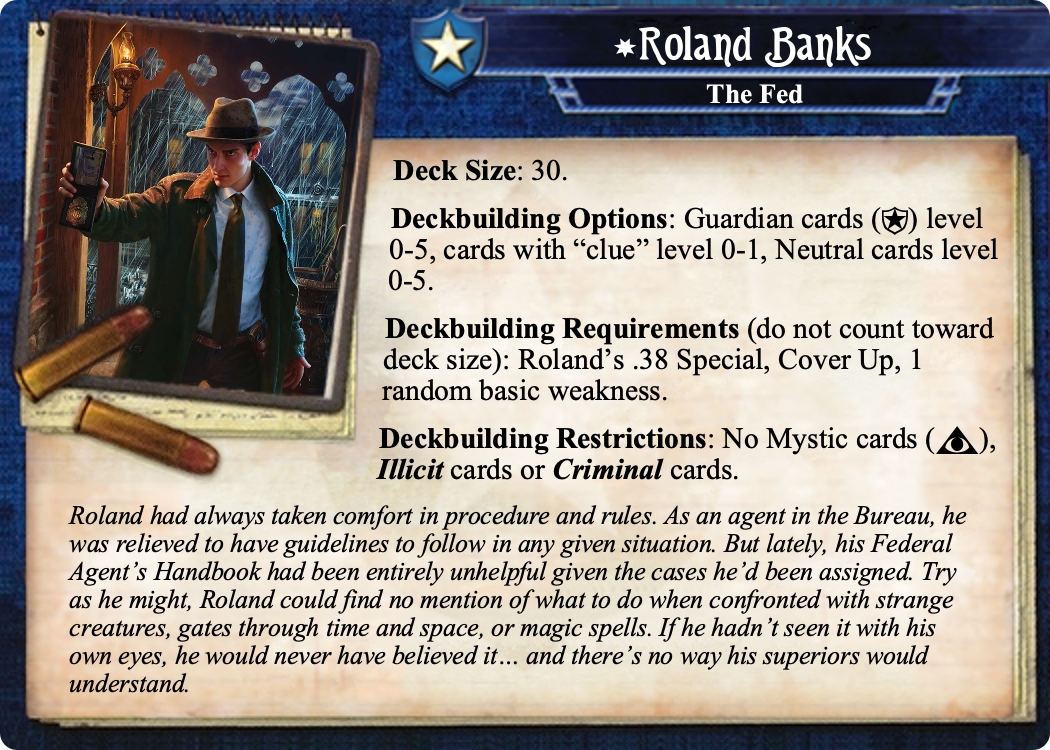 Roland Banks
The Fed
Deck Size: 30.
Deckbuilding Options: Guardian cards () level
0-5, cards with “clue” level 0-1, Neutral cards level
0-5.
Deckbuilding Requirements (do not count toward
deck size): Roland’s .38 Special, Cover Up, 1
random basic weakness.
Deckbuilding Restrictions: No Mystic cards (),
Illicit cards or Criminal cards.
Roland had always taken comfort in procedure and rules. As an agent in the Bureau, he
was relieved to have guidelines to follow in any given situation. But lately, his Federal
Agent’s Handbook had been entirely unhelpful given the cases he’d been assigned. Try
as he might, Roland could find no mention of what to do when confronted with strange
creatures, gates through time and space, or magic spells. If he hadn’t seen it with his
own eyes, he would never have believed it… and there’s no way his superiors would
understand.